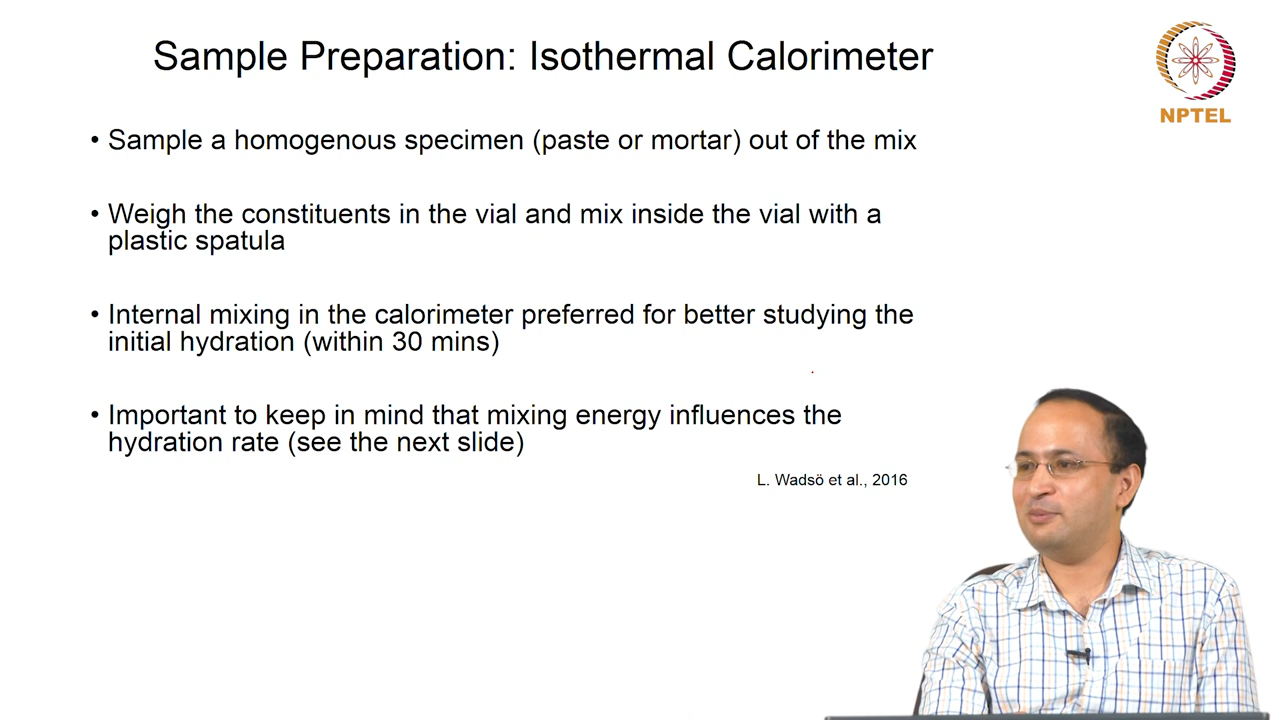 Sample Preparation: Isothermal Calorimeter
NPTEL
• Sample a homogenous specimen (paste or mortar) out of the mix
• Weigh the constituents in the vial and mix inside the vial with a
plastic spatula
• Internal mixing in the calorimeter preferred for better studying the
initial hydration (within 30 mins)
• Important to keep in mind that mixing energy influences the
hydration rate (see the next slide)
L. Wadsö et al., 2016